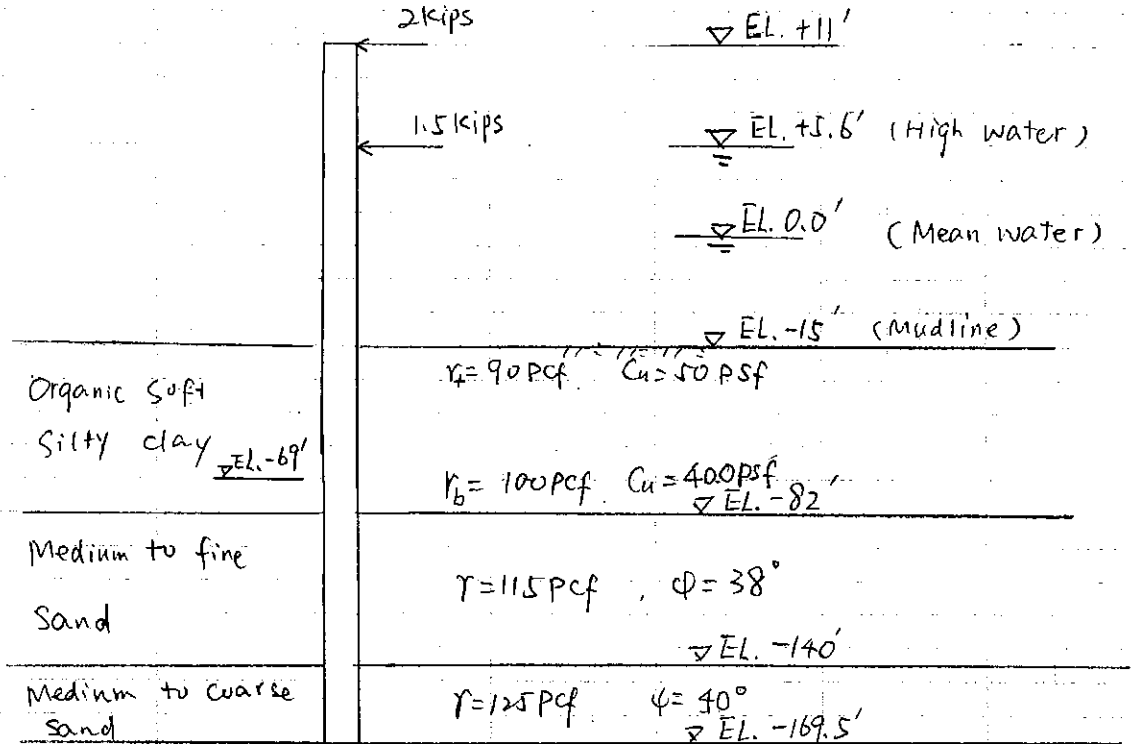 2kips
▽ EL. +11'
1.5 kips
▽ EL. +5.6' (High water)
▽ EL. 0.0' (Mean water)
▽ EL. -15' (Mudline)
Organic Soft
Silty clay ▽ EL.-69'
γt= 90 pcf Cu= 50 psf
γb= 100 pcf Cu= 400 psf
▽ EL. -82'
Medium to fine
Sand
γ=115 pcf , φ= 38°
▽ EL. -140'
Medium to coarse
Sand
γ=125 pcf φ= 40°
▽ EL. -169.5'